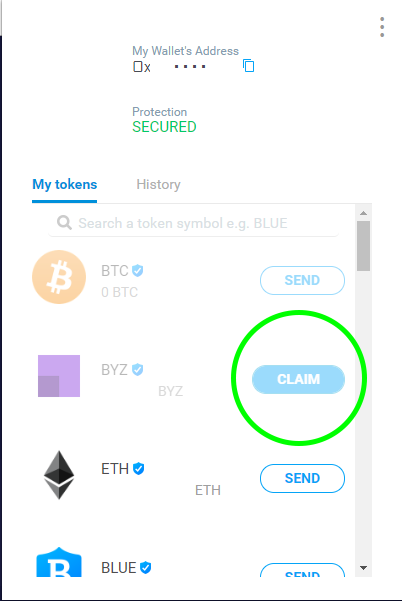 My Wallet's Address
0x ····
Protection
SECURED
My tokens History
Search a token symbol e.g. BLUE
BTC
0 BTC
SEND
BYZ
BYZ
CLAIM
ETH
ETH
SEND
BLUE
SEND